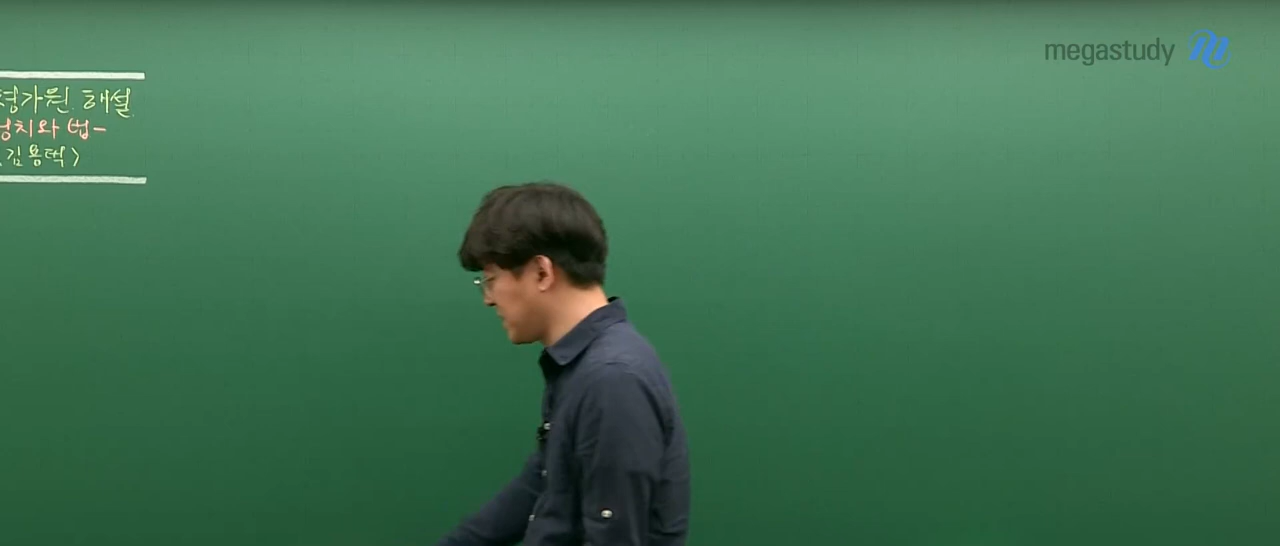 평가원 해설
정치와 법-
김용택>
megastudy